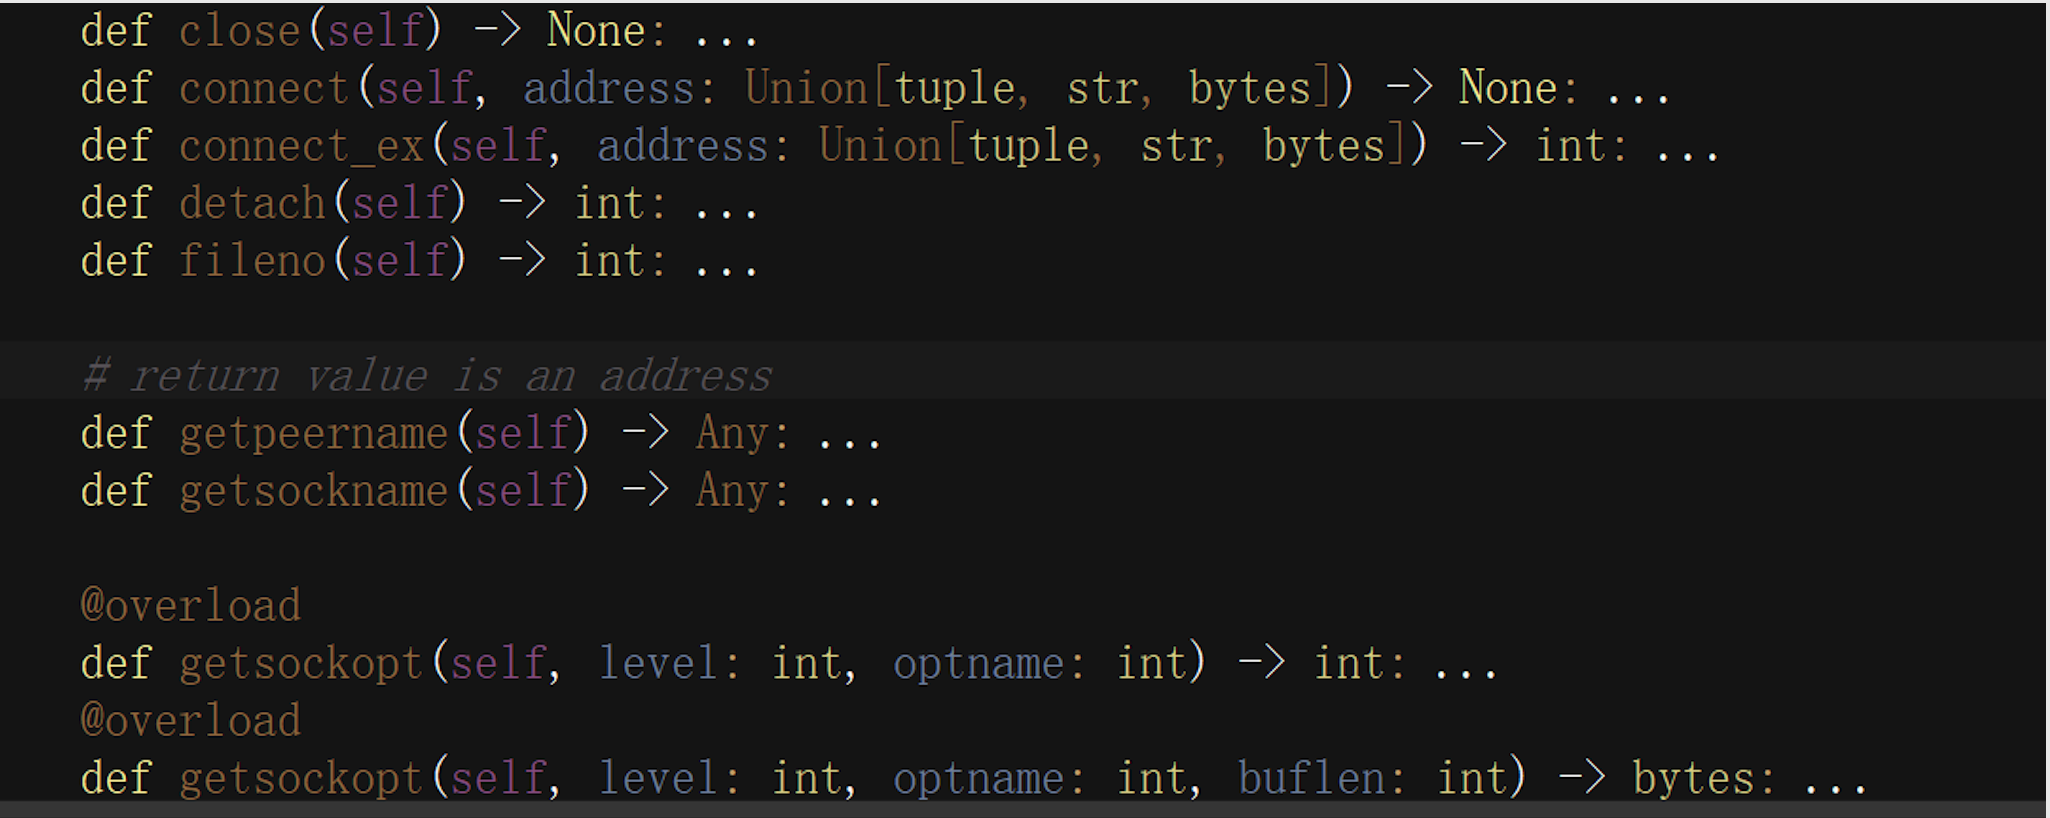 def close(self) -> None: ...
def connect(self, address: Union[tuple, str, bytes]) -> None: ...
def connect_ex(self, address: Union[tuple, str, bytes]) -> int: ...
def detach(self) -> int: ...
def fileno(self) -> int: ...
# return value is an address
def getpeername(self) -> Any: ...
def getsockname(self) -> Any: ...
@overload
def getsockopt(self, level: int, optname: int) -> int: ...
@overload
def getsockopt(self, level: int, optname: int, buflen: int) -> bytes: ...